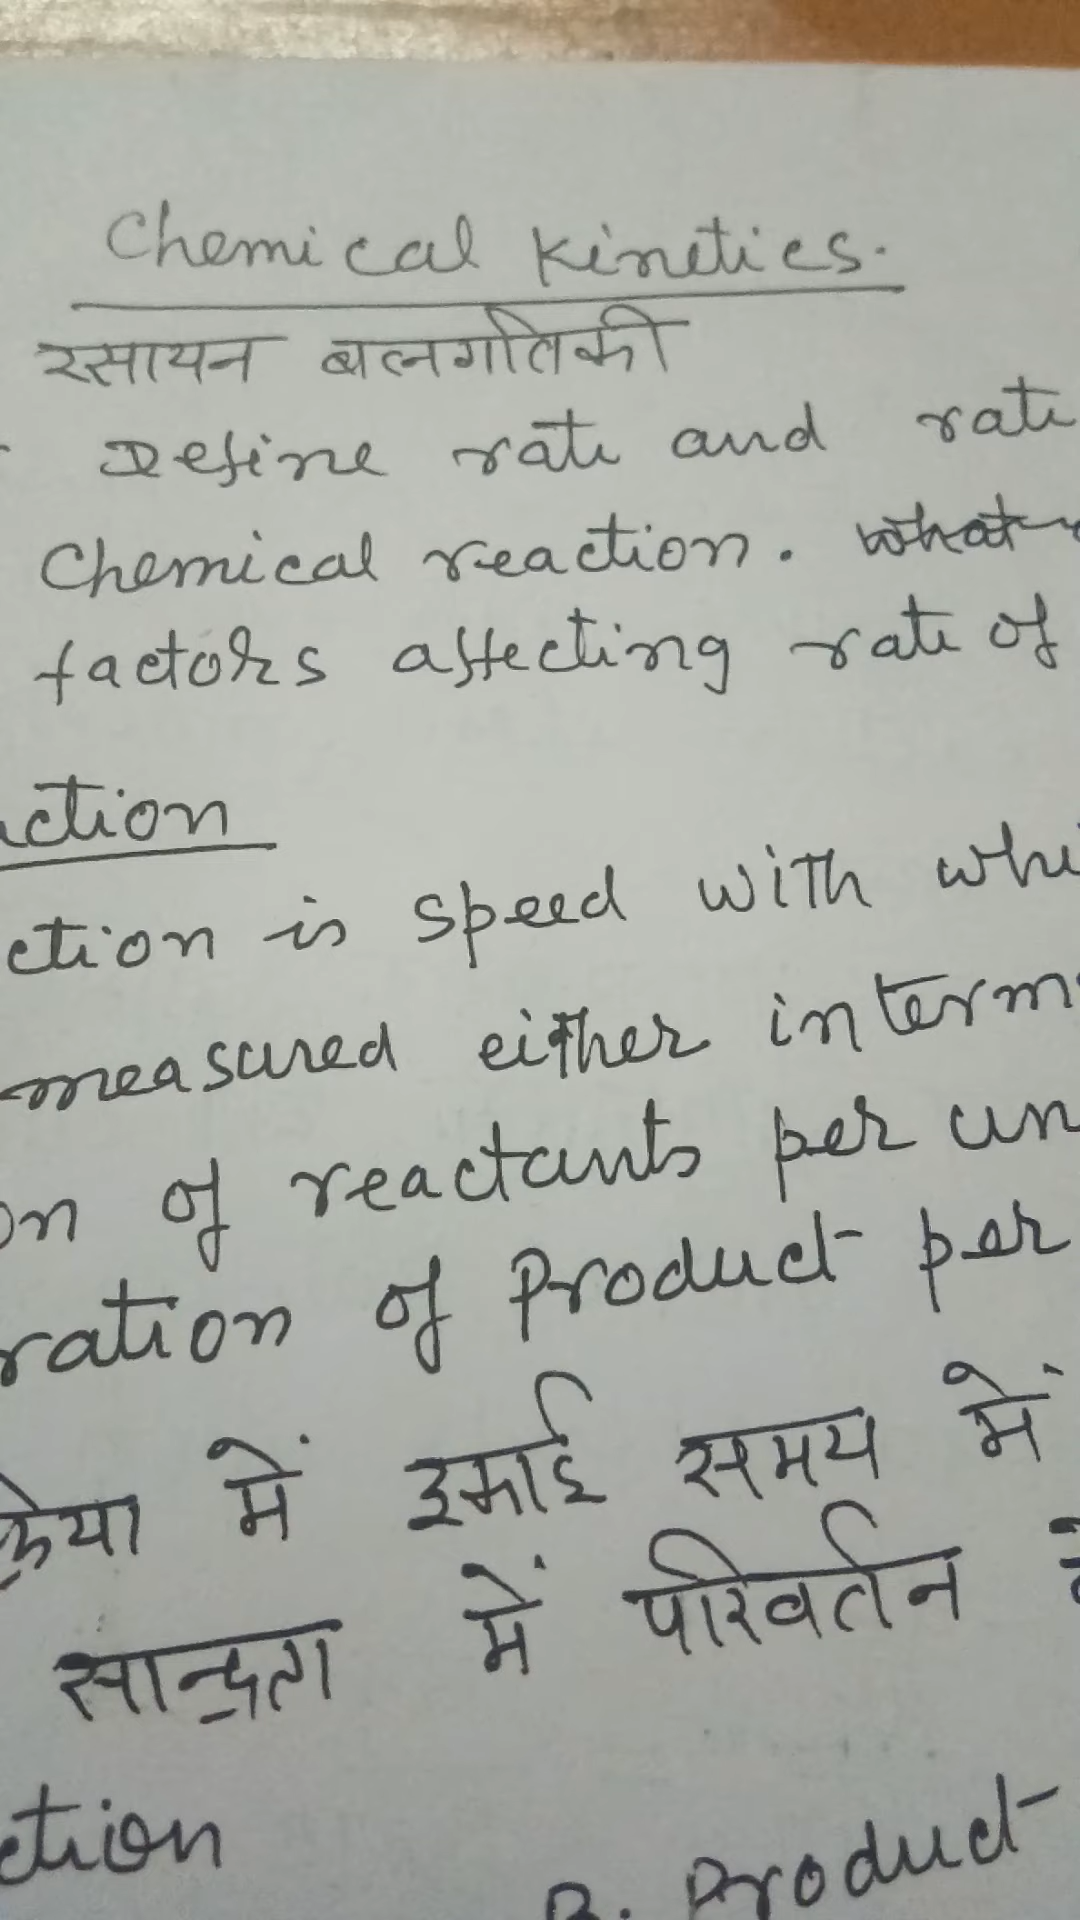 Chemical Kinetics.
रसायन बलगतिकी
Define rate and rate
Chemical reaction. What
factors affecting rate of
ction
ction is speed with whi
measured either in term
on of reactants per un
ration of Product per
क्रिया में इकाई समय में
सान्द्रता में परिवर्तन
ction
Product